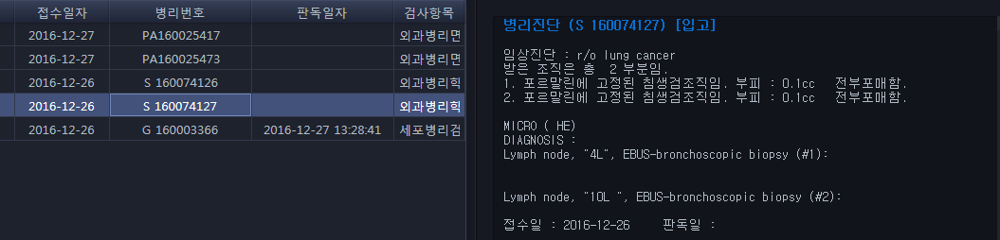 접수일자 병리번호 판독일자 검사항목
2016-12-27 PA160025417 외과병리면
2016-12-27 PA160025473 외과병리면
2016-12-26 S 160074126 외과병리학
2016-12-26 S 160074127 외과병리학
2016-12-26 G 160003366 2016-12-27 13:28:41 세포병리검
병리진단 (S 160074127) [입고]
임상진단 : r/o lung cancer
받은 조직은 총 2 부분임.
1. 포르말린에 고정된 침생검조직임. 부피 : 0.1cc 전부포매함.
2. 포르말린에 고정된 침생검조직임. 부피 : 0.1cc 전부포매함.
MICRO ( HE)
DIAGNOSIS :
Lymph node, "4L", EBUS-bronchoscopic biopsy (#1):
Lymph node, "10L ", EBUS-bronchoscopic biopsy (#2):
접수일 : 2016-12-26 판독일 :